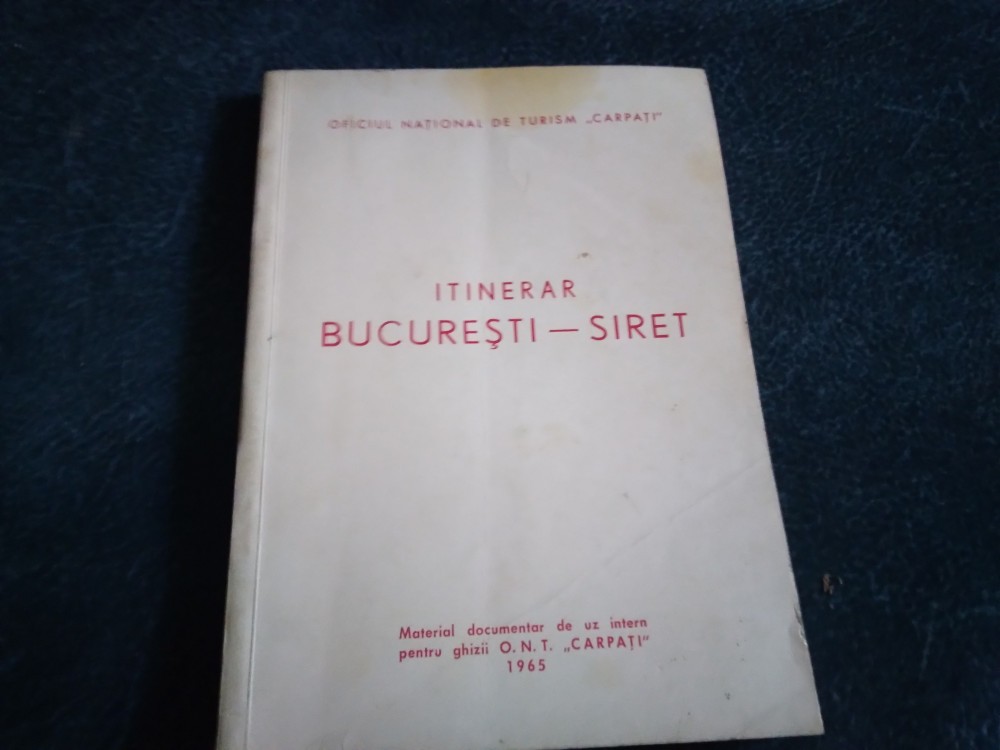 OFICIUL NAȚIONAL DE TURISM „CARPAȚI"
ITINERAR
BUCUREȘTI — SIRET
Material documentar de uz intern
pentru ghizii O. N. T. „CARPAȚI"
1965